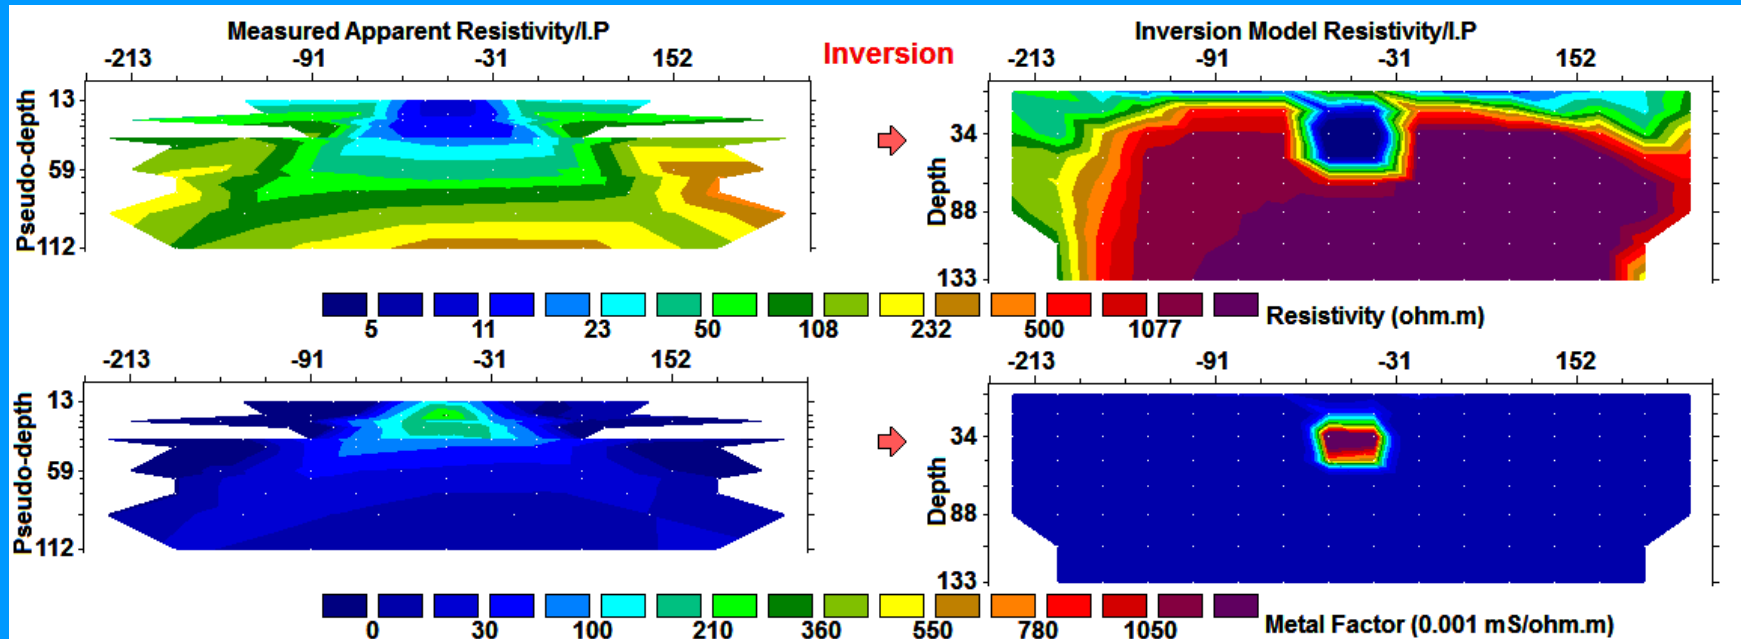 Measured Apparent Resistivity/I.P
Inversion Model Resistivity/I.P
Inversion
-213 -91 -31 152
-213 -91 -31 152
Pseudo-depth
13
59
112
Depth
34
88
133
5 11 23 50 108 232 500 1077 Resistivity (ohm.m)
-213 -91 -31 152
-213 -91 -31 152
Pseudo-depth
13
59
112
Depth
34
88
133
0 30 100 210 360 550 780 1050 Metal Factor (0.001 mS/ohm.m)